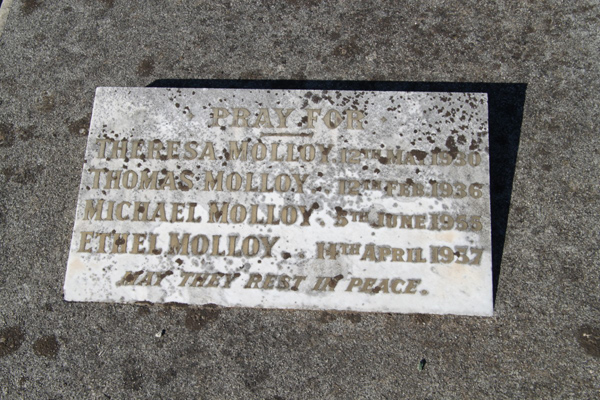 PRAY FOR
THERESA MOLLOY 12TH MAY 1930
THOMAS MOLLOY .. 12TH FEB. 1936
MICHAEL MOLLOY .. 5TH JUNE 1955
ETHEL MOLLOY .. 14TH APRIL 1957
MAY THEY REST IN PEACE.